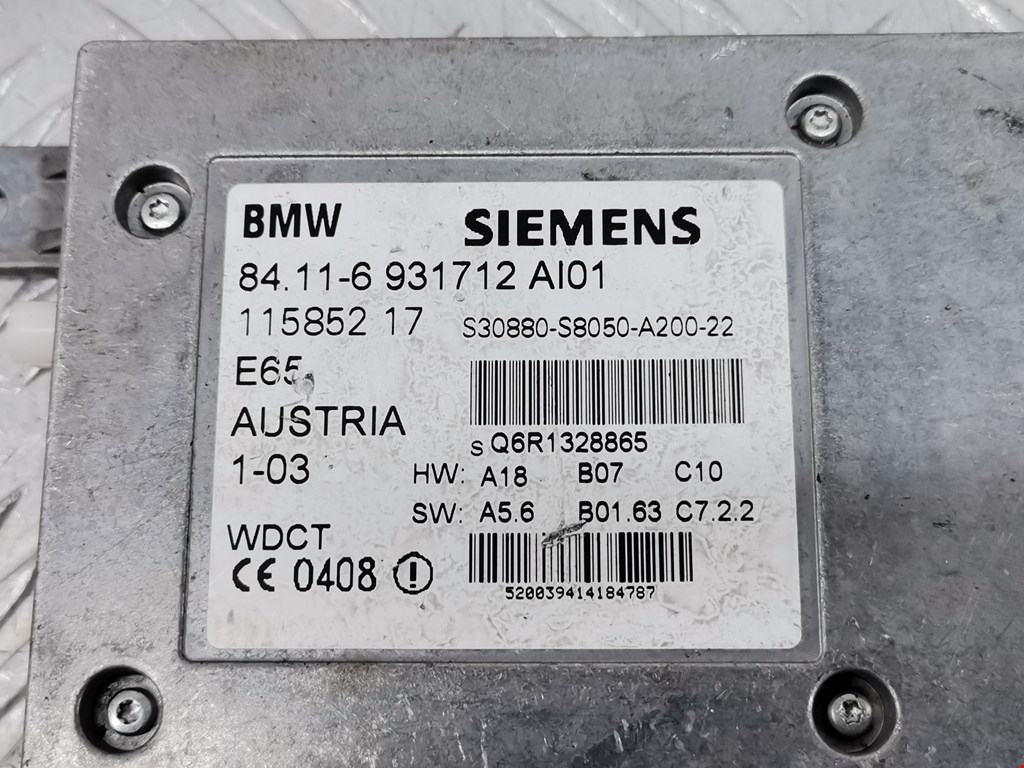 BMW SIEMENS
84.11-6 931712 AI01
115852 17 S30880-S8050-A200-22
E65
AUSTRIA
S Q6R1328865
1-03 HW: A18 B07 C10
SW: A5.6 B01.63 C7.2.2
WDCT
CE 0408
520039414184787